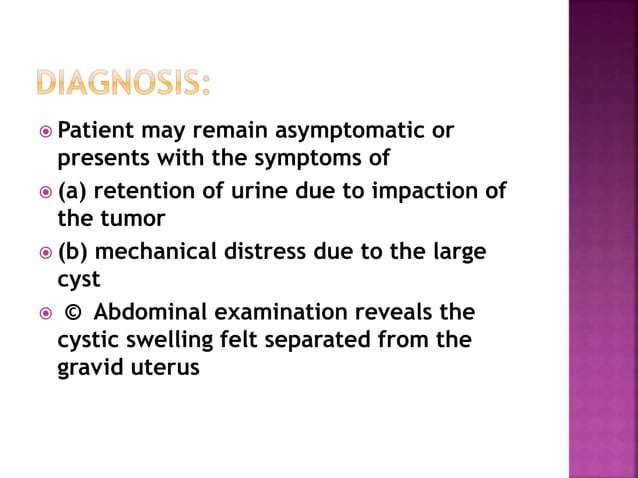 DIAGNOSIS:
Patient may remain asymptomatic or
presents with the symptoms of
(a) retention of urine due to impaction of
the tumor
(b) mechanical distress due to the large
cyst
© Abdominal examination reveals the
cystic swelling felt separated from the
gravid uterus